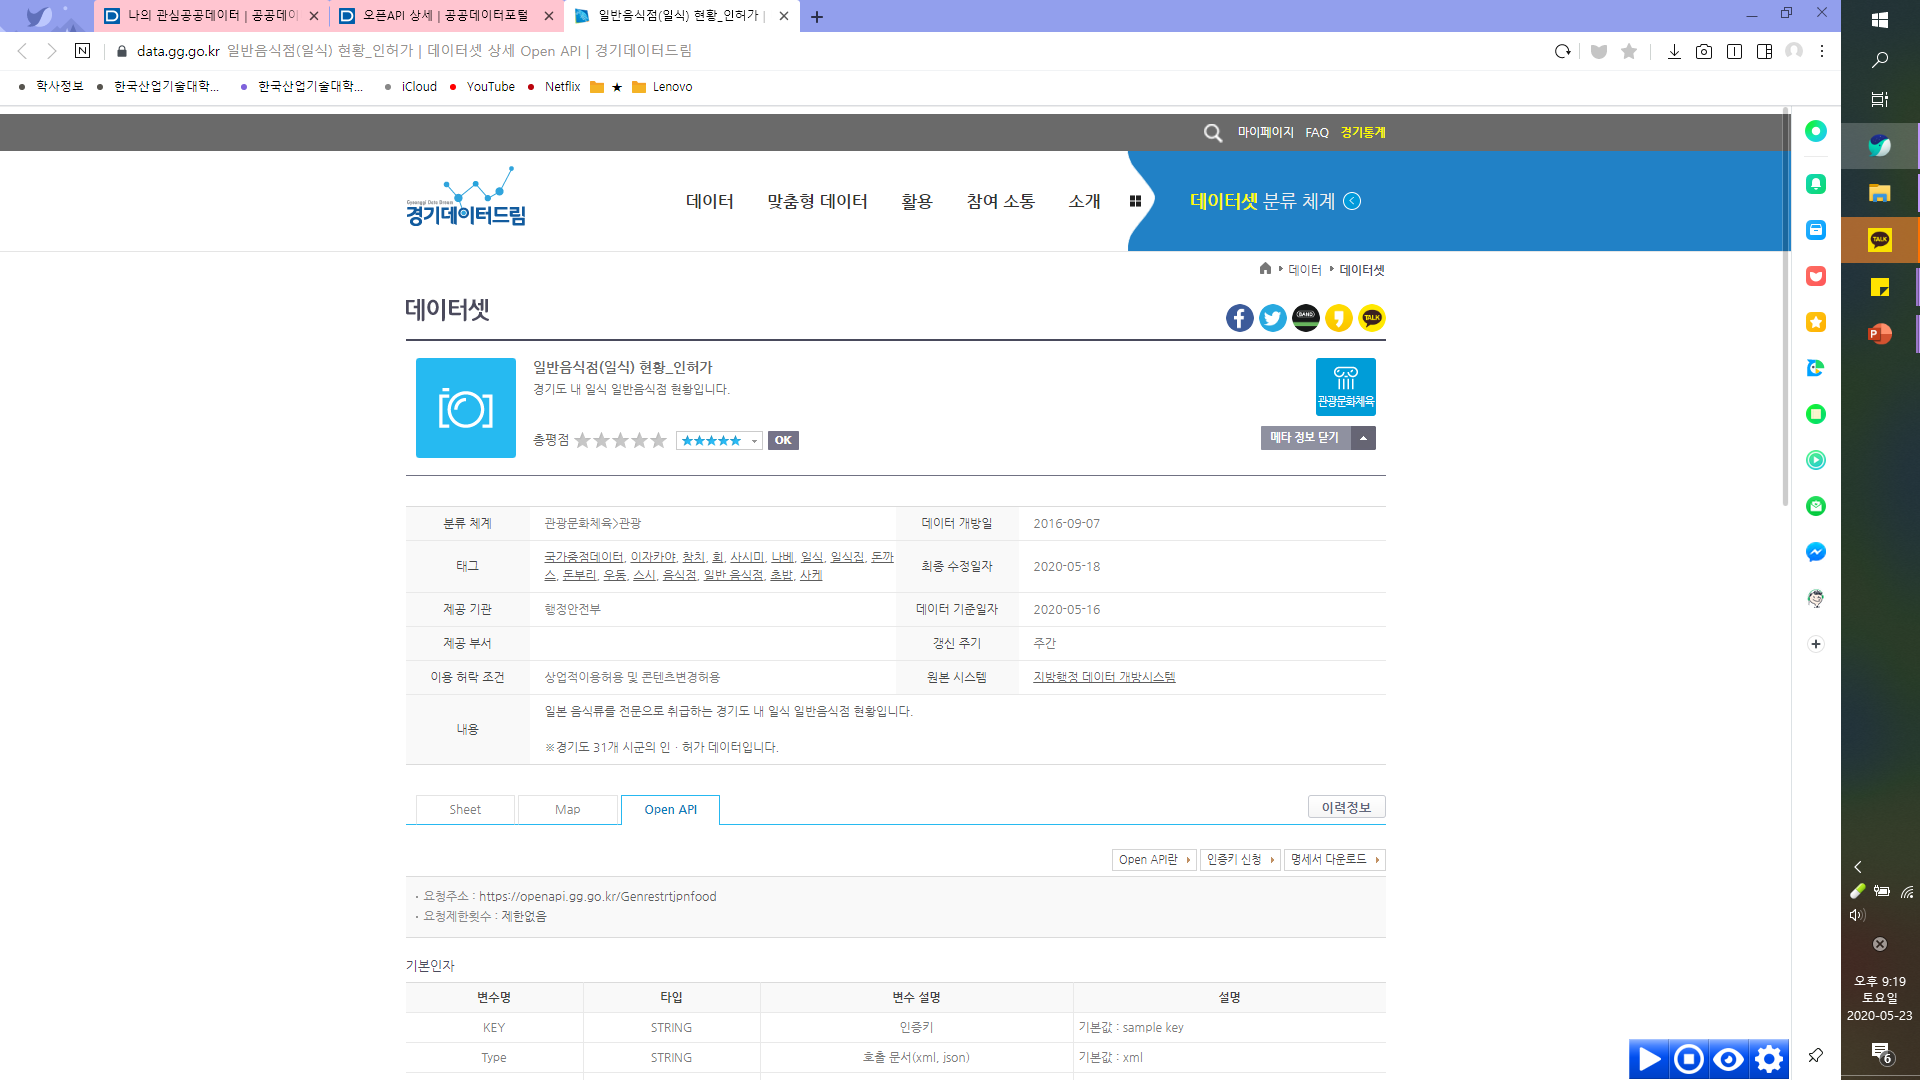 나의 관심공공데이터 | 공공데이
오픈API 상세 | 공공데이터포털
일반음식점(일식) 현황_인허가 |
data.gg.go.kr 일반음식점(일식) 현황_인허가 | 데이터셋 상세 Open API | 경기데이터드림
학사정보 한국산업기술대학... 한국산업기술대학... iCloud YouTube Netflix ★ Lenovo
마이페이지 FAQ 경기통계
경기데이터드림
데이터 맞춤형 데이터 활용 참여 소통 소개
데이터셋 분류 체계
데이터 데이터셋
데이터셋
BAND
TALK
일반음식점(일식) 현황_인허가
경기도 내 일식 일반음식점 현황입니다.
관광문화체육
총평점 ★★★★★ OK
메타 정보 닫기
분류 체계 관광문화체육>관광 데이터 개방일 2016-09-07
태그 국가중점데이터, 이자카야, 참치, 회, 사시미, 나베, 일식, 일식집, 돈까
스, 돈부리, 우동, 스시, 음식점, 일반 음식점, 초밥, 사케
최종 수정일자 2020-05-18
제공 기관 행정안전부 데이터 기준일자 2020-05-16
제공 부서 갱신 주기 주간
이용 허락 조건 상업적이용허용 및 콘텐츠변경허용 원본 시스템 지방행정 데이터 개방시스템
내용 일본 음식류를 전문으로 취급하는 경기도 내 일식 일반음식점 현황입니다.
※경기도 31개 시군의 인ㆍ허가 데이터입니다.
Sheet Map Open API 이력정보
Open API란 인증키 신청 명세서 다운로드
· 요청주소 : https://openapi.gg.go.kr/Genrestrtjpnfood
· 요청제한횟수 : 제한없음
기본인자
변수명 타입 변수 설명 설명
KEY STRING 인증키 기본값 : sample key
Type STRING 호출 문서(xml, json) 기본값 : xml
TALK
오후 9:19
토요일
2020-05-23
6